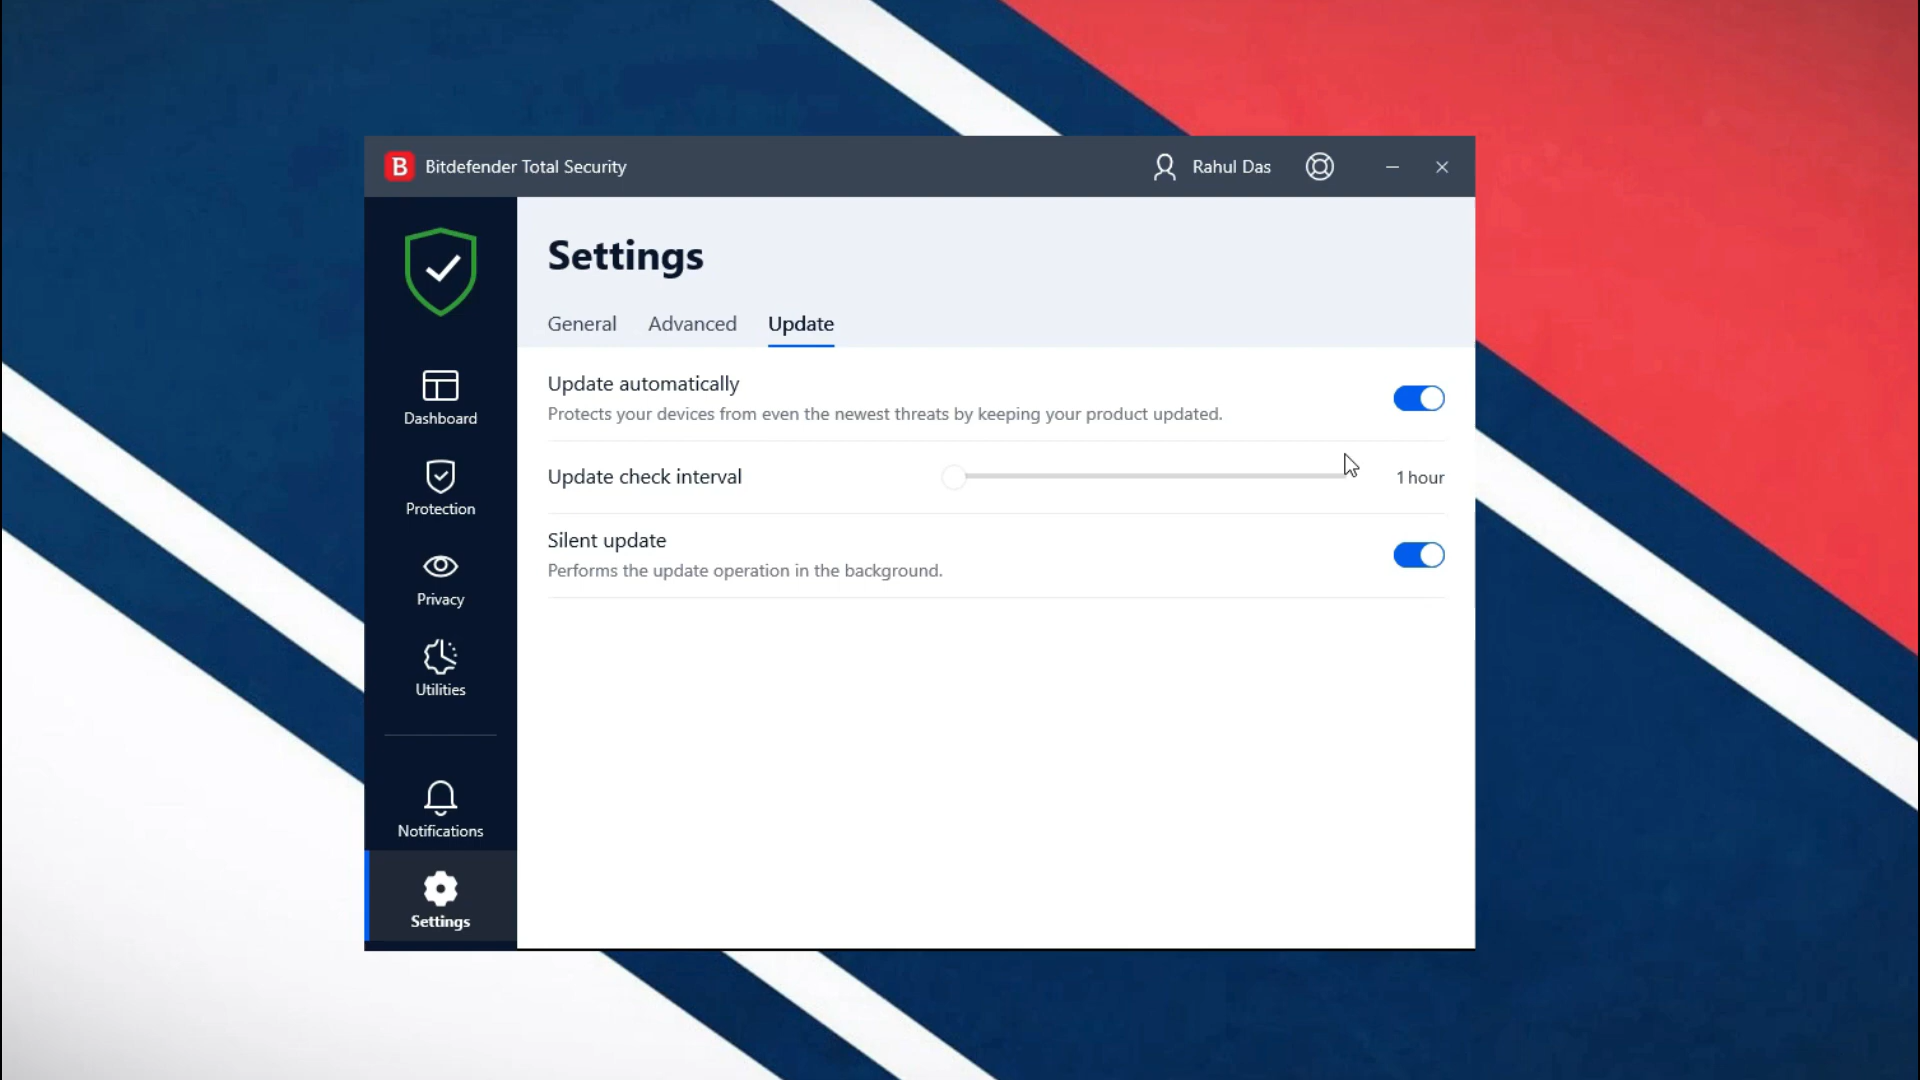 B Bitdefender Total Security
Rahul Das
Settings
General Advanced Update
Update automatically
Protects your devices from even the newest threats by keeping your product updated.
Update check interval
1 hour
Silent update
Performs the update operation in the background.
Dashboard
Protection
Privacy
Utilities
Notifications
Settings